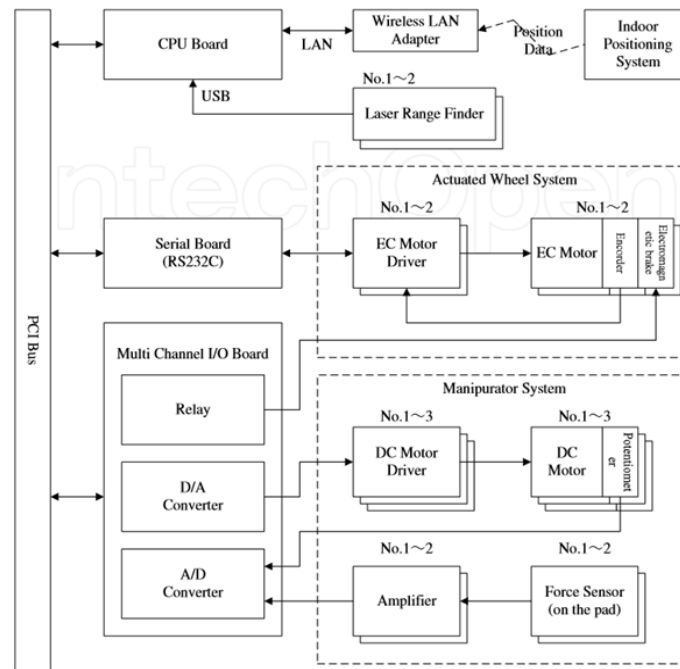 PCI Bus
CPU Board
LAN
Wireless LAN
Adapter
Position
Data
Indoor
Positioning
System
USB
No.1～2
Laser Range Finder
ntechOpen
Actuated Wheel System
Serial Board
(RS232C)
No.1～2
EC Motor
Driver
No.1～2
EC Motor
Encorder
Electromagn
etic brake
Multi Channel I/O Board
Relay
D/A
Converter
A/D
Converter
Manipurator System
No.1～3
DC Motor
Driver
No.1～3
DC
Motor
Potentiomet
er
No.1～2
Amplifier
No.1～2
Force Sensor
(on the pad)